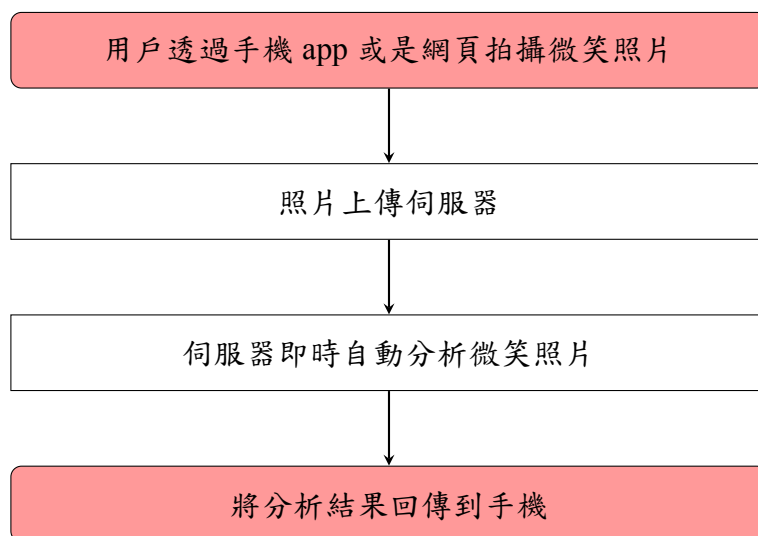 用戶透過手機 app 或是網頁拍攝微笑照片
照片上傳伺服器
伺服器即時自動分析微笑照片
將分析結果回傳到手機